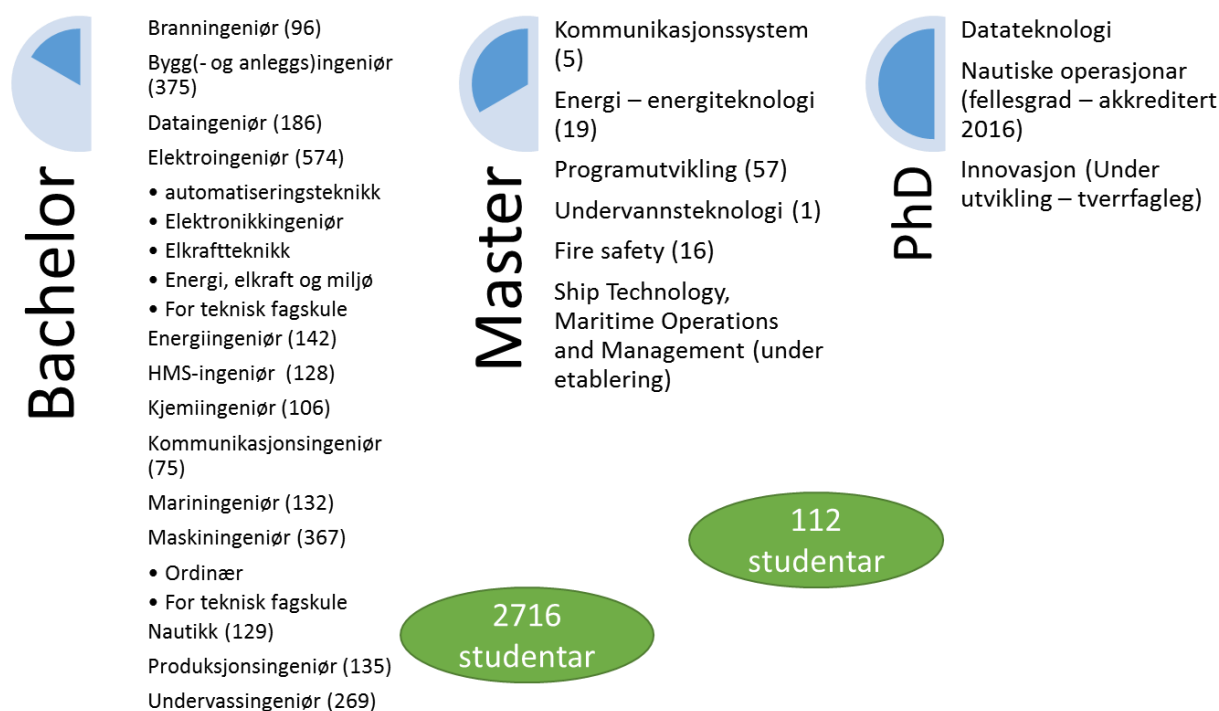 Bachelor
Branningeniør (96)
Bygg(- og anleggs)ingeniør
(375)
Dataingeniør (186)
Elektroingeniør (574)
• automatiseringsteknikk
• Elektronikkingeniør
• Elkraftteknikk
• Energi, elkraft og miljø
• For teknisk fagskule
Energiingeniør (142)
HMS-ingeniør (128)
Kjemiingeniør (106)
Kommunikasjonsingeniør
(75)
Mariningeniør (132)
Maskiningeniør (367)
• Ordinær
• For teknisk fagskule
Nautikk (129)
Produksjonsingeniør (135)
Undervassingeniør (269)
2716
studentar
Master
Kommunikasjonssystem
(5)
Energi – energiteknologi
(19)
Programutvikling (57)
Undervannsteknologi (1)
Fire safety (16)
Ship Technology,
Maritime Operations
and Management (under
etablering)
112
studentar
PhD
Datateknologi
Nautiske operasjonar
(fellesgrad – akkreditert
2016)
Innovasjon (Under
utvikling – tverrfagleg)